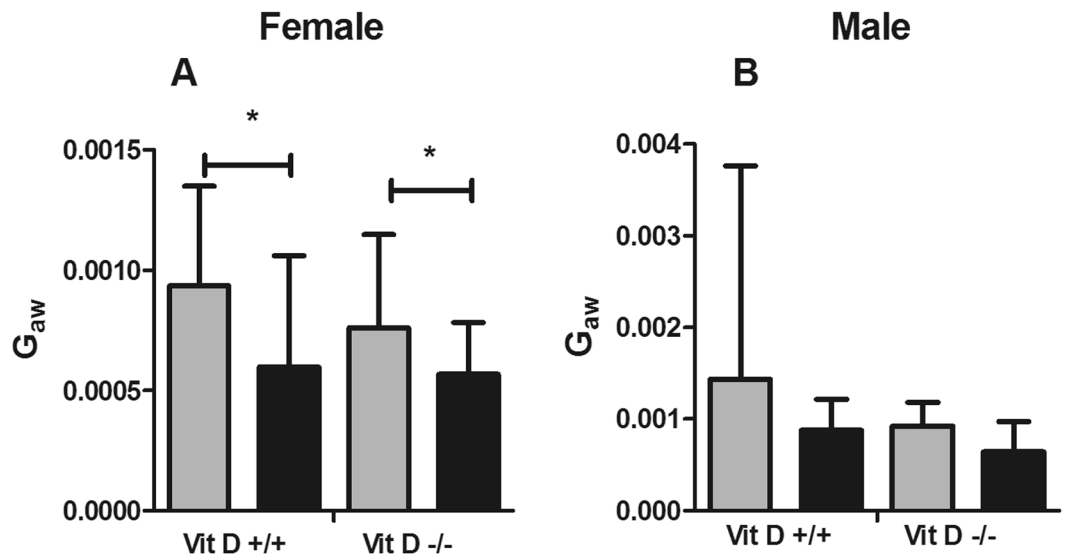 Female
Male
A
B
*
*
0.0015
0.0010
0.0005
0.0000
Gaw
Vit D +/+
Vit D -/-
0.004
0.003
0.002
0.001
0.000
Gaw
Vit D +/+
Vit D -/-